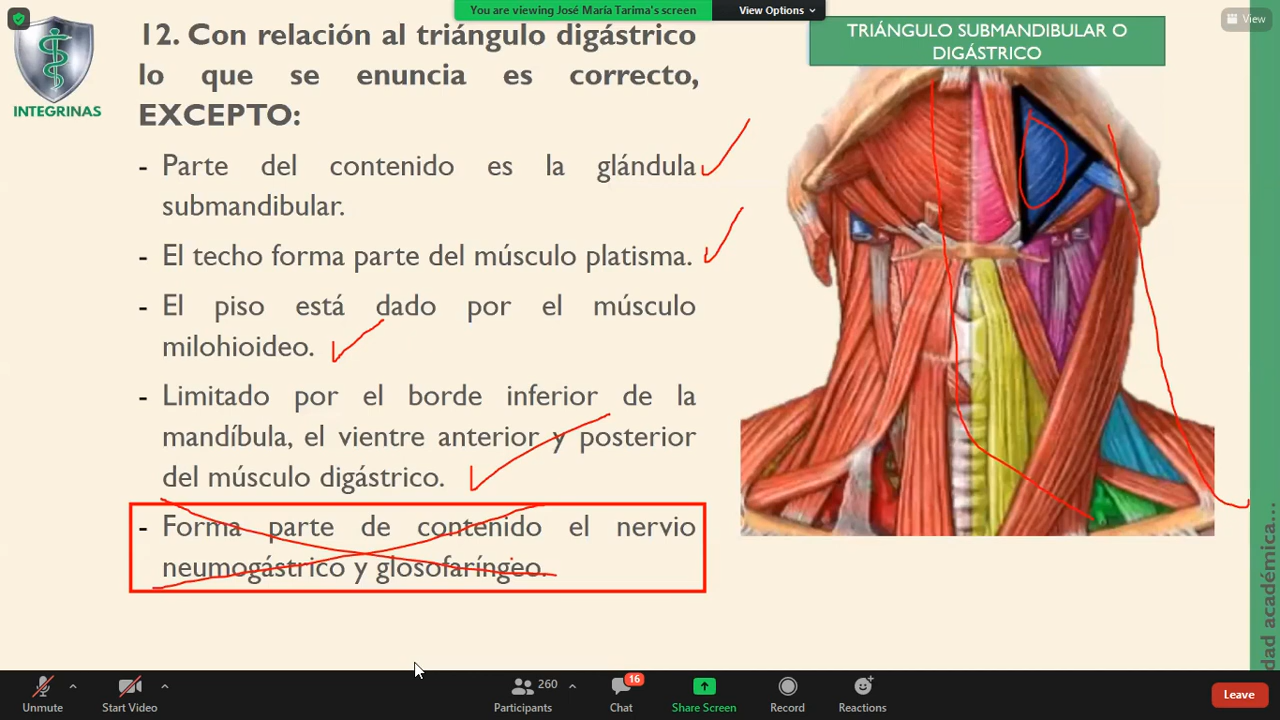 You are viewing José María Tarima's screen
View Options
View
INTEGRINAS
12. Con relación al triángulo digástrico
lo que se enuncia es correcto,
EXCEPTO:
- Parte del contenido es la glándula
submandibular.
- El techo forma parte del músculo platisma.
- El piso está dado por el músculo
milohioideo.
- Limitado por el borde inferior de la
mandíbula, el vientre anterior y posterior
del músculo digástrico.
- Forma parte de contenido el nervio
neumogástrico y glosofaríngeo.
TRIÁNGULO SUBMANDIBULAR O
DIGÁSTRICO
dad académica...
Unmute
Start Video
260
Participants
16
Chat
Share Screen
Record
Reactions
Leave